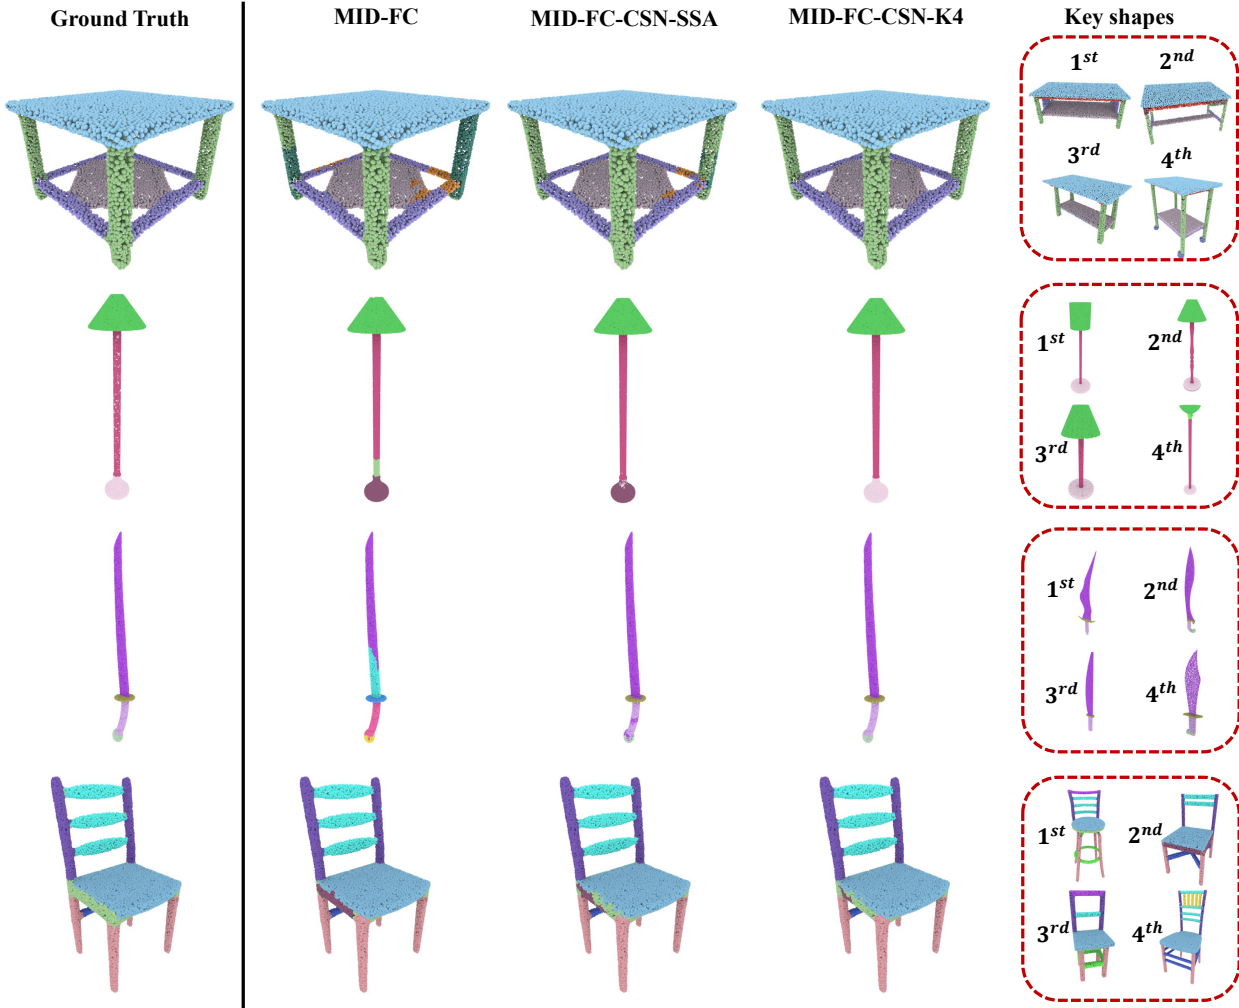 Ground Truth MID-FC MID-FC-CSN-SSA MID-FC-CSN-K4 Key shapes
1st 2nd
3rd 4th
1st 2nd
3rd 4th
1st 2nd
3rd 4th
1st 2nd
3rd 4th